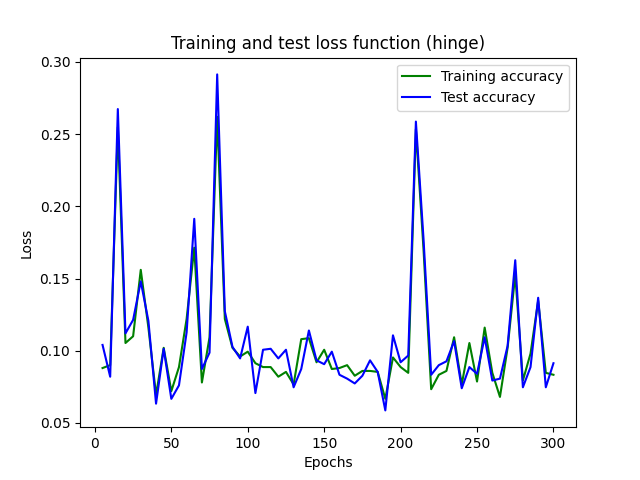 Training and test loss function (hinge)
Training accuracy
Test accuracy
0.30
0.25
0.20
0.15
0.10
0.05
Loss
0
50
100
150
200
250
300
Epochs